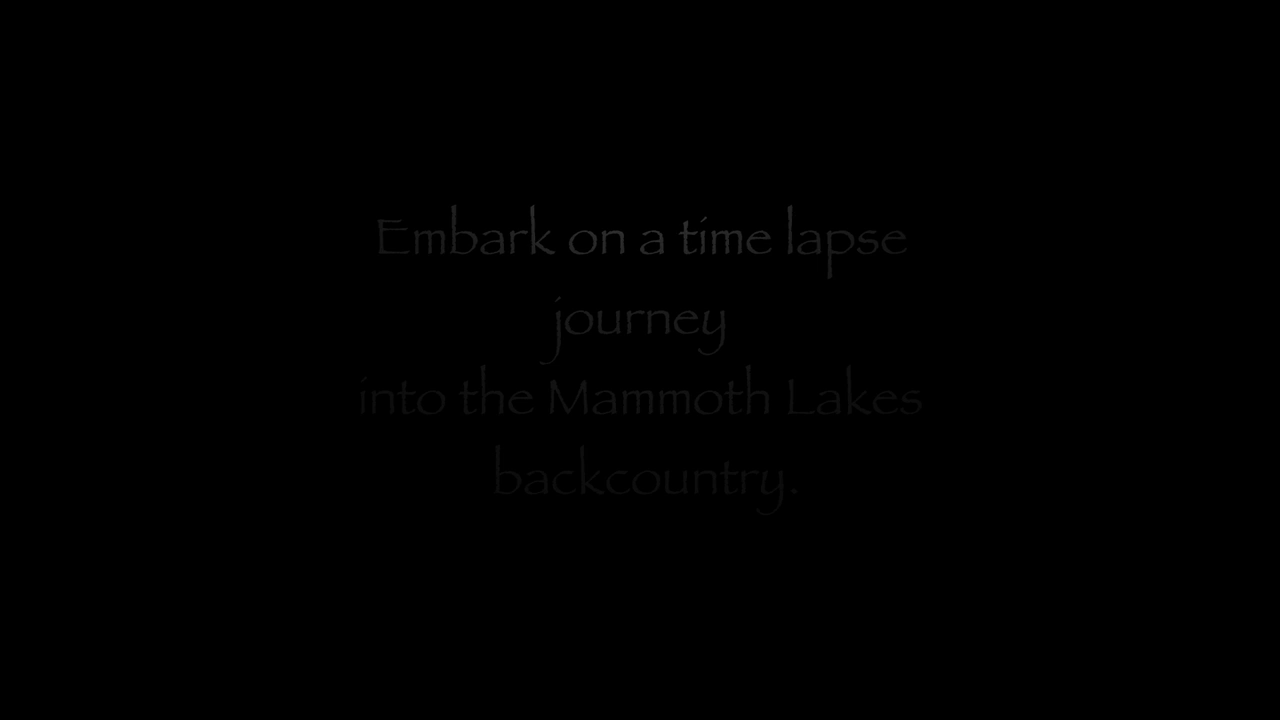 Embark on a time lapse
journey
into the Mammoth Lakes
backcountry.